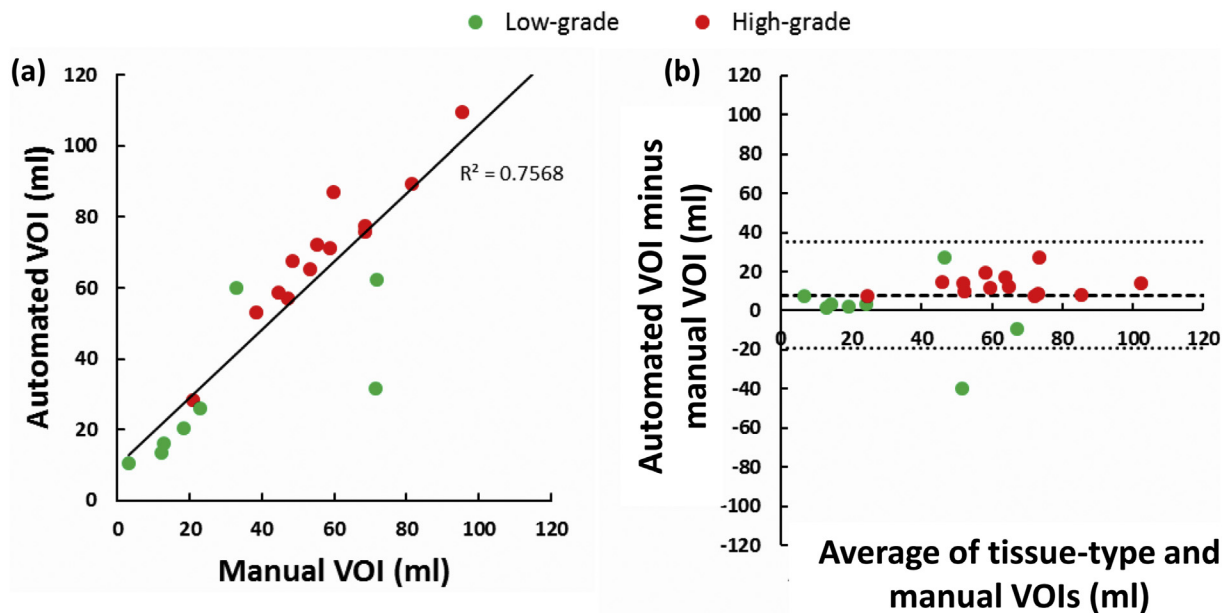 Low-grade
High-grade
(a)
Automated VOI (ml)
120
100
80
60
40
20
0
R² = 0.7568
0 20 40 60 80 100 120
Manual VOI (ml)
(b)
Automated VOI minus
manual VOI (ml)
120
100
80
60
40
20
0
-20
-40
-60
-80
-100
-120
0 20 40 60 80 100 120
Average of tissue-type and
manual VOIs (ml)